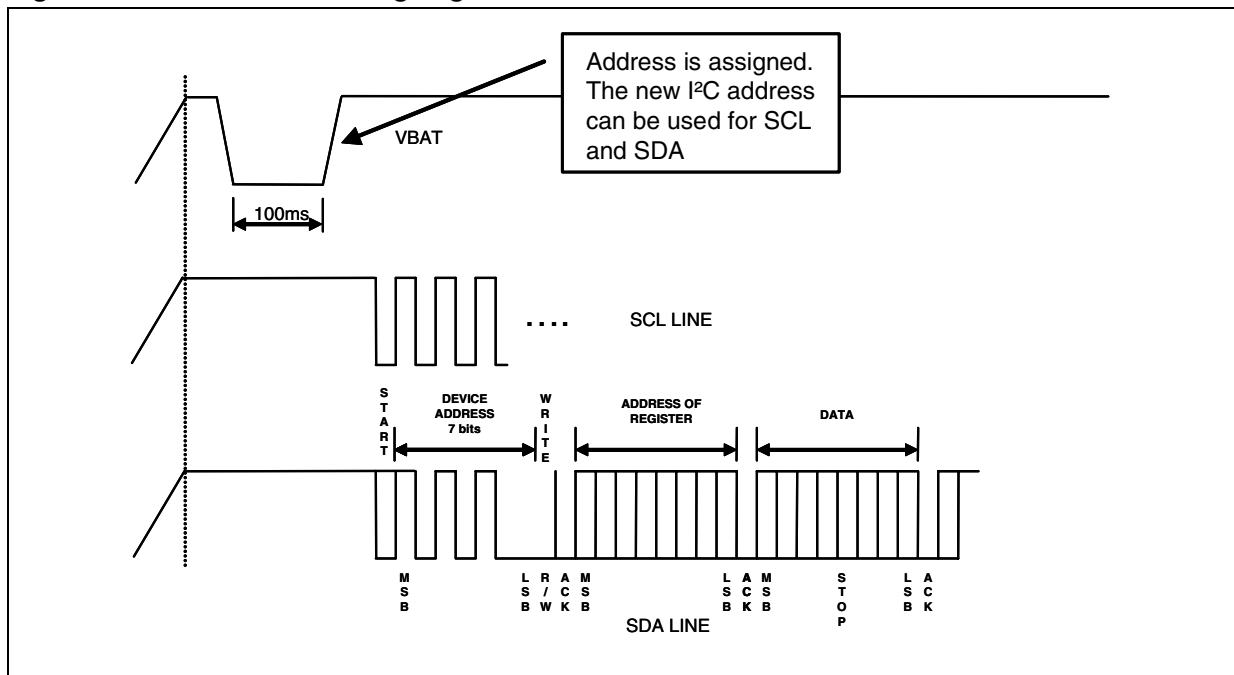 Address is assigned.
The new I²C address
can be used for SCL
and SDA
VBAT
100ms
SCL LINE
START
DEVICE
ADDRESS
7 bits
WRITE
ADDRESS OF
REGISTER
DATA
MSB
LSB
R/W
ACK
MSB
LSB
ACK
MSB
STOP
LSB
ACK
SDA LINE